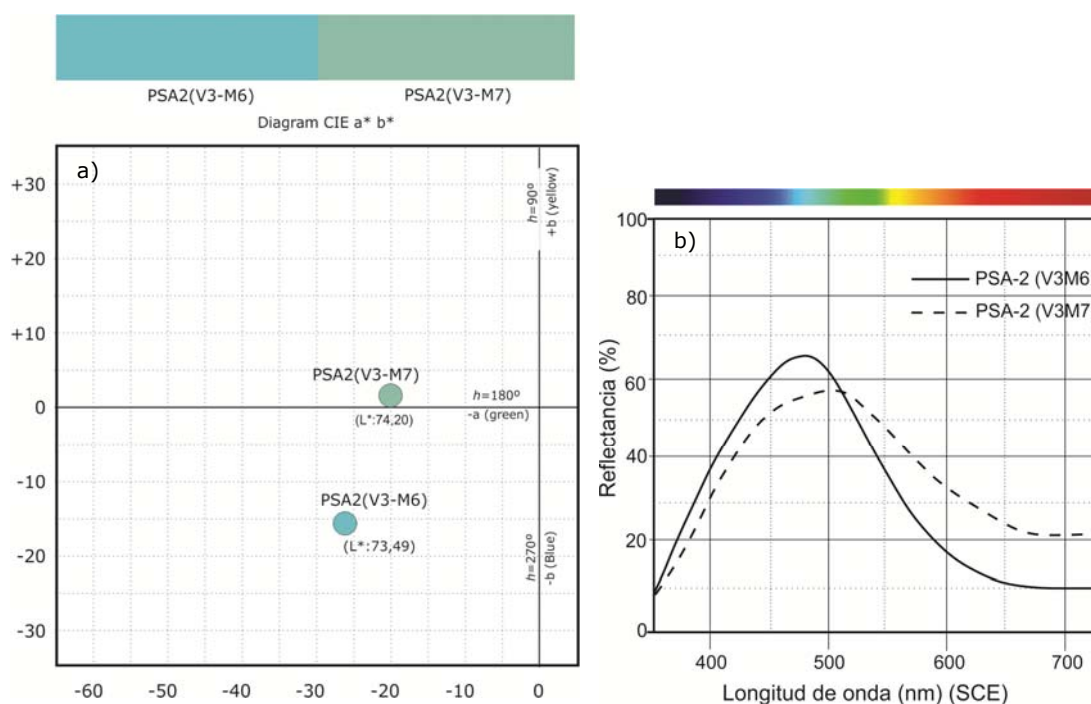 PSA2(V3-M6)
PSA2(V3-M7)
Diagram CIE a* b*
a)
+30
+20
+10
0
-10
-20
-30
h=90º
+b (yellow)
PSA2(V3-M7)
(L*:74,20)
h=180º
-a (green)
PSA2(V3-M6)
(L*:73,49)
h=270º
-b (Blue)
-60
-50
-40
-30
-20
-10
0
b)
100
80
60
40
20
0
Reflectancia (%)
PSA-2 (V3M6
PSA-2 (V3M7
400
500
600
700
Longitud de onda (nm) (SCE)